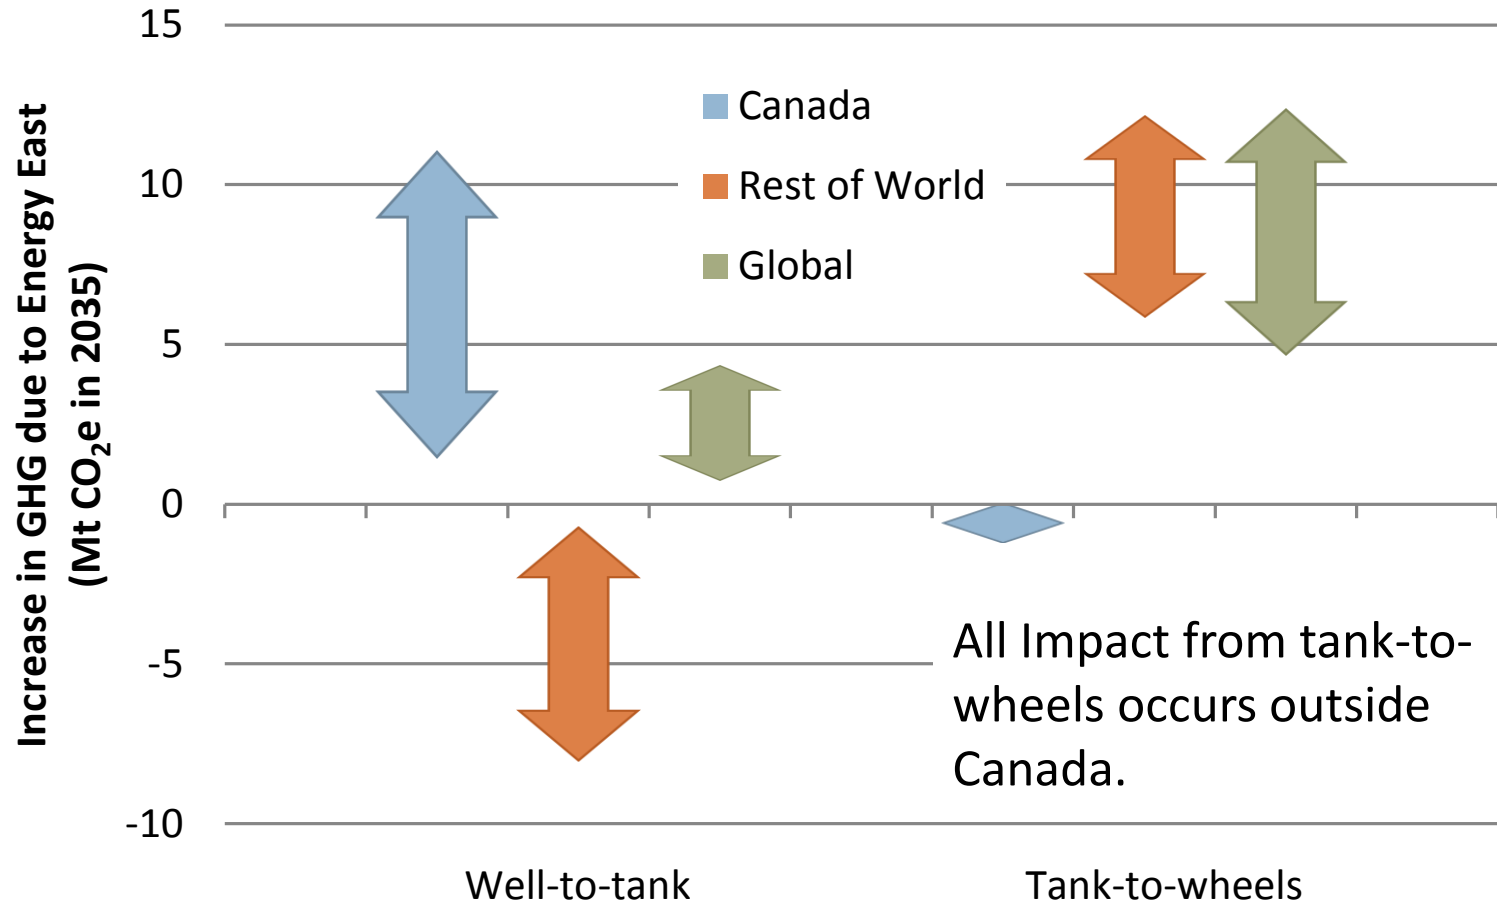 Increase in GHG due to Energy East
(Mt CO₂e in 2035)
15
10
5
0
-5
-10
Canada
Rest of World
Global
All Impact from tank-to-
wheels occurs outside
Canada.
Well-to-tank
Tank-to-wheels